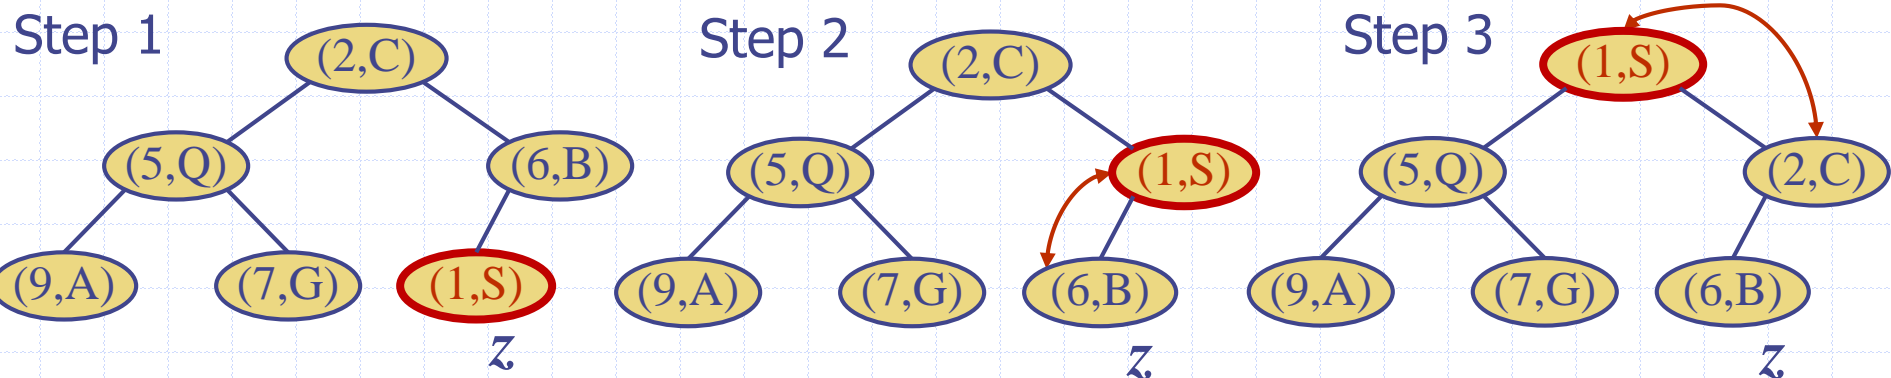 Step 1
(2,C)
(5,Q) (6,B)
(9,A) (7,G) (1,S)
z
Step 2
(2,C)
(5,Q) (1,S)
(9,A) (7,G) (6,B)
z
Step 3
(1,S)
(5,Q) (2,C)
(9,A) (7,G) (6,B)
z